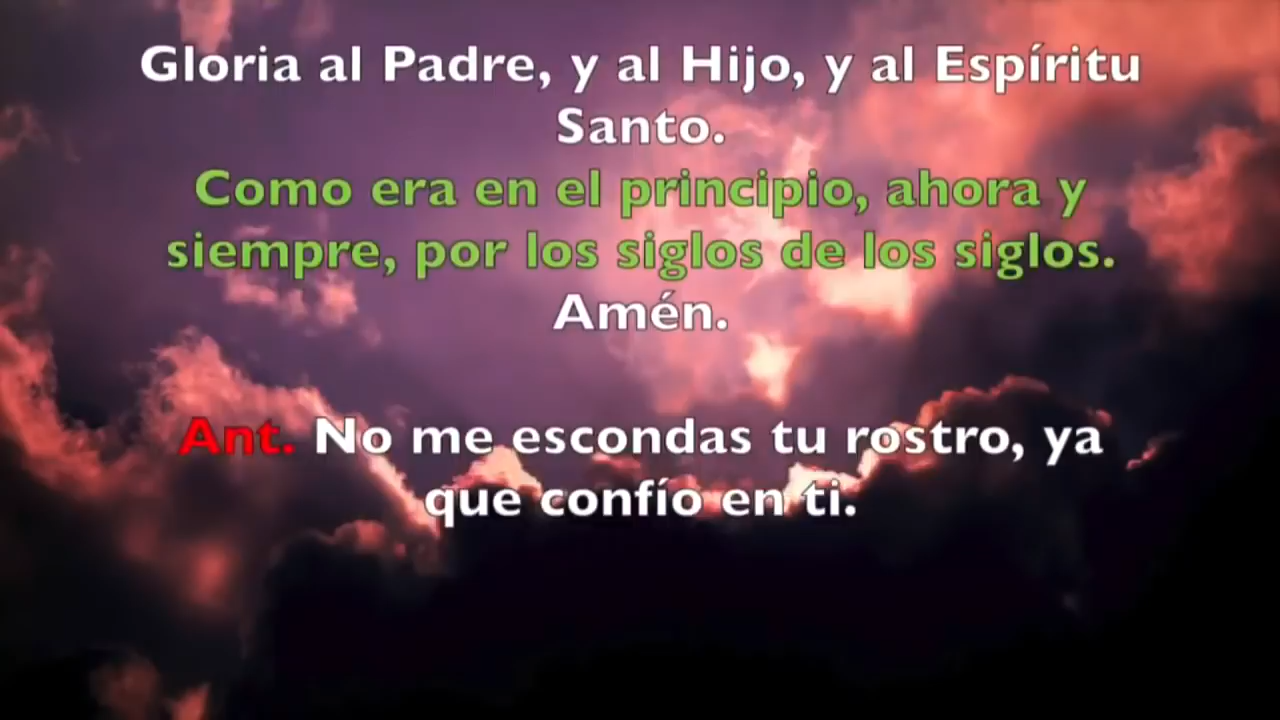 Gloria al Padre, y al Hijo, y al Espíritu
Santo.
Como era en el principio, ahora y
siempre, por los siglos de los siglos.
Amén.
Ant. No me escondas tu rostro, ya
que confío en ti.